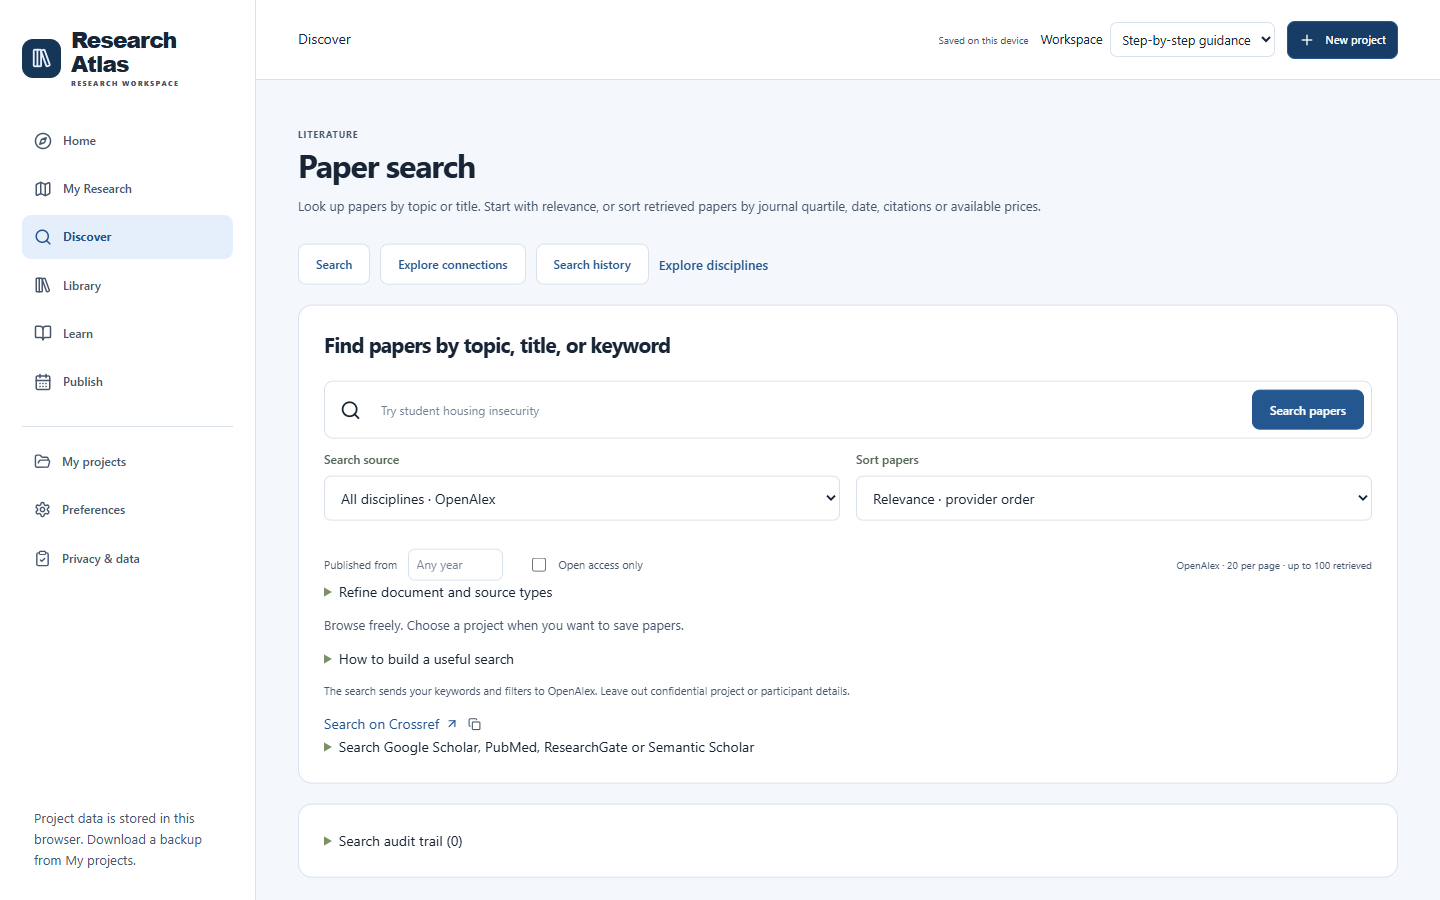 Research
Atlas
RESEARCH WORKSPACE
Home
My Research
Discover
Library
Learn
Publish
My projects
Preferences
Privacy & data
Project data is stored in this
browser. Download a backup
from My projects.
Discover
Saved on this device
Workspace
Step-by-step guidance
New project
LITERATURE
Paper search
Look up papers by topic or title. Start with relevance, or sort retrieved papers by journal quartile, date, citations or available prices.
Search
Explore connections
Search history
Explore disciplines
Find papers by topic, title, or keyword
Try student housing insecurity
Search papers
Search source
Sort papers
All disciplines · OpenAlex
Relevance · provider order
Published from
Any year
Open access only
OpenAlex · 20 per page · up to 100 retrieved
Refine document and source types
Browse freely. Choose a project when you want to save papers.
How to build a useful search
The search sends your keywords and filters to OpenAlex. Leave out confidential project or participant details.
Search on Crossref
Search Google Scholar, PubMed, ResearchGate or Semantic Scholar
Search audit trail (0)